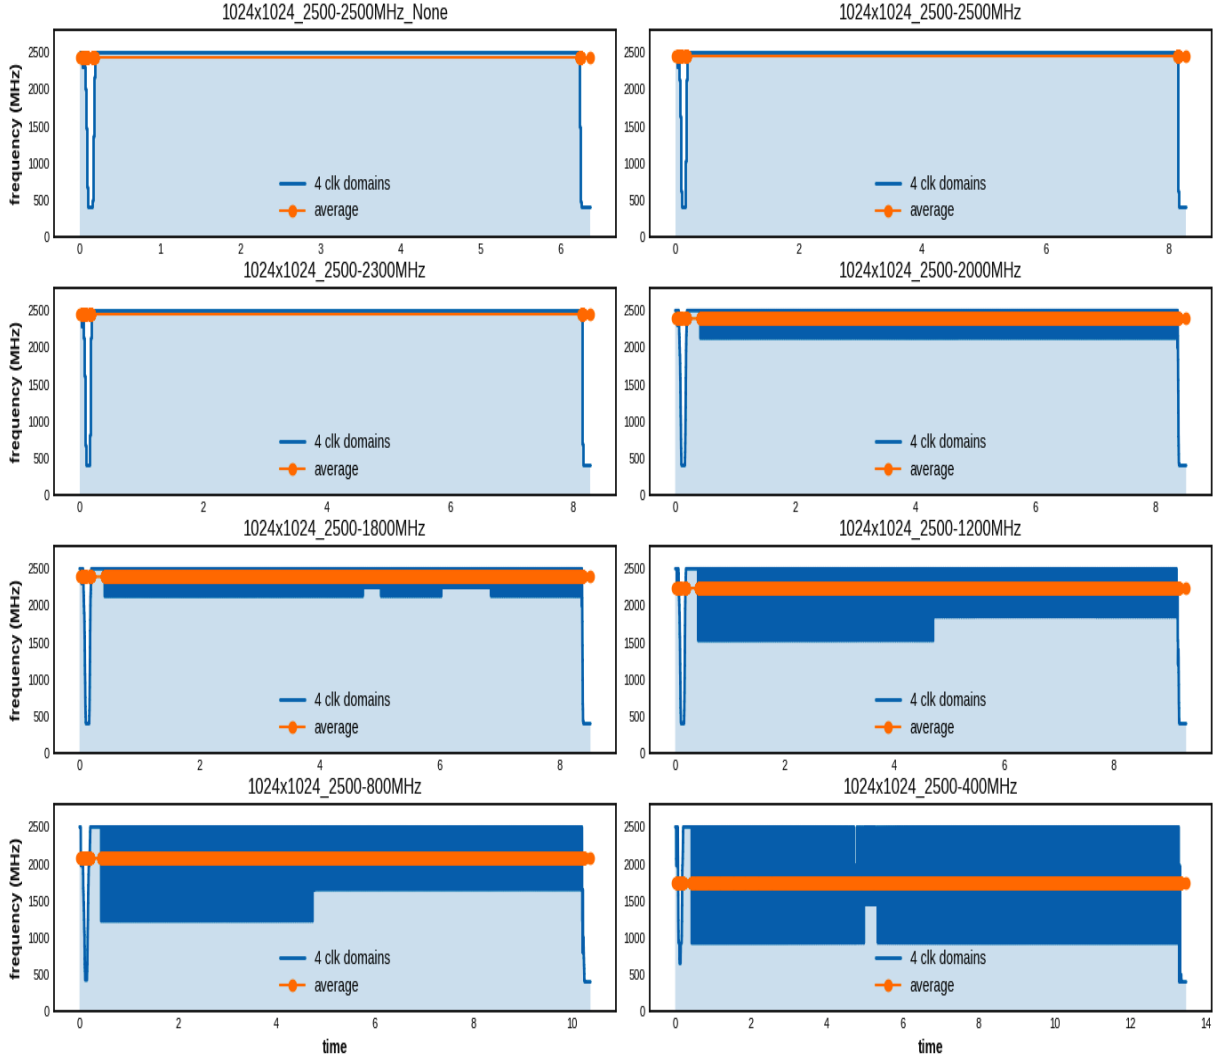 1024x1024_2500-2500MHz_None
frequency (MHz)
2500
2000
1500
1000
500
0
4 clk domains
average
0 1 2 3 4 5 6
1024x1024_2500-2500MHz
2500
2000
1500
1000
500
0
4 clk domains
average
0 2 4 6 8
1024x1024_2500-2300MHz
frequency (MHz)
2500
2000
1500
1000
500
0
4 clk domains
average
0 2 4 6 8
1024x1024_2500-2000MHz
2500
2000
1500
1000
500
0
4 clk domains
average
0 2 4 6 8
1024x1024_2500-1800MHz
frequency (MHz)
2500
2000
1500
1000
500
0
4 clk domains
average
0 2 4 6 8
1024x1024_2500-1200MHz
2500
2000
1500
1000
500
0
4 clk domains
average
0 2 4 6 8
1024x1024_2500-800MHz
frequency (MHz)
2500
2000
1500
1000
500
0
4 clk domains
average
0 2 4 6 8 10
time
1024x1024_2500-400MHz
2500
2000
1500
1000
500
0
4 clk domains
average
0 2 4 6 8 10 12 14
time